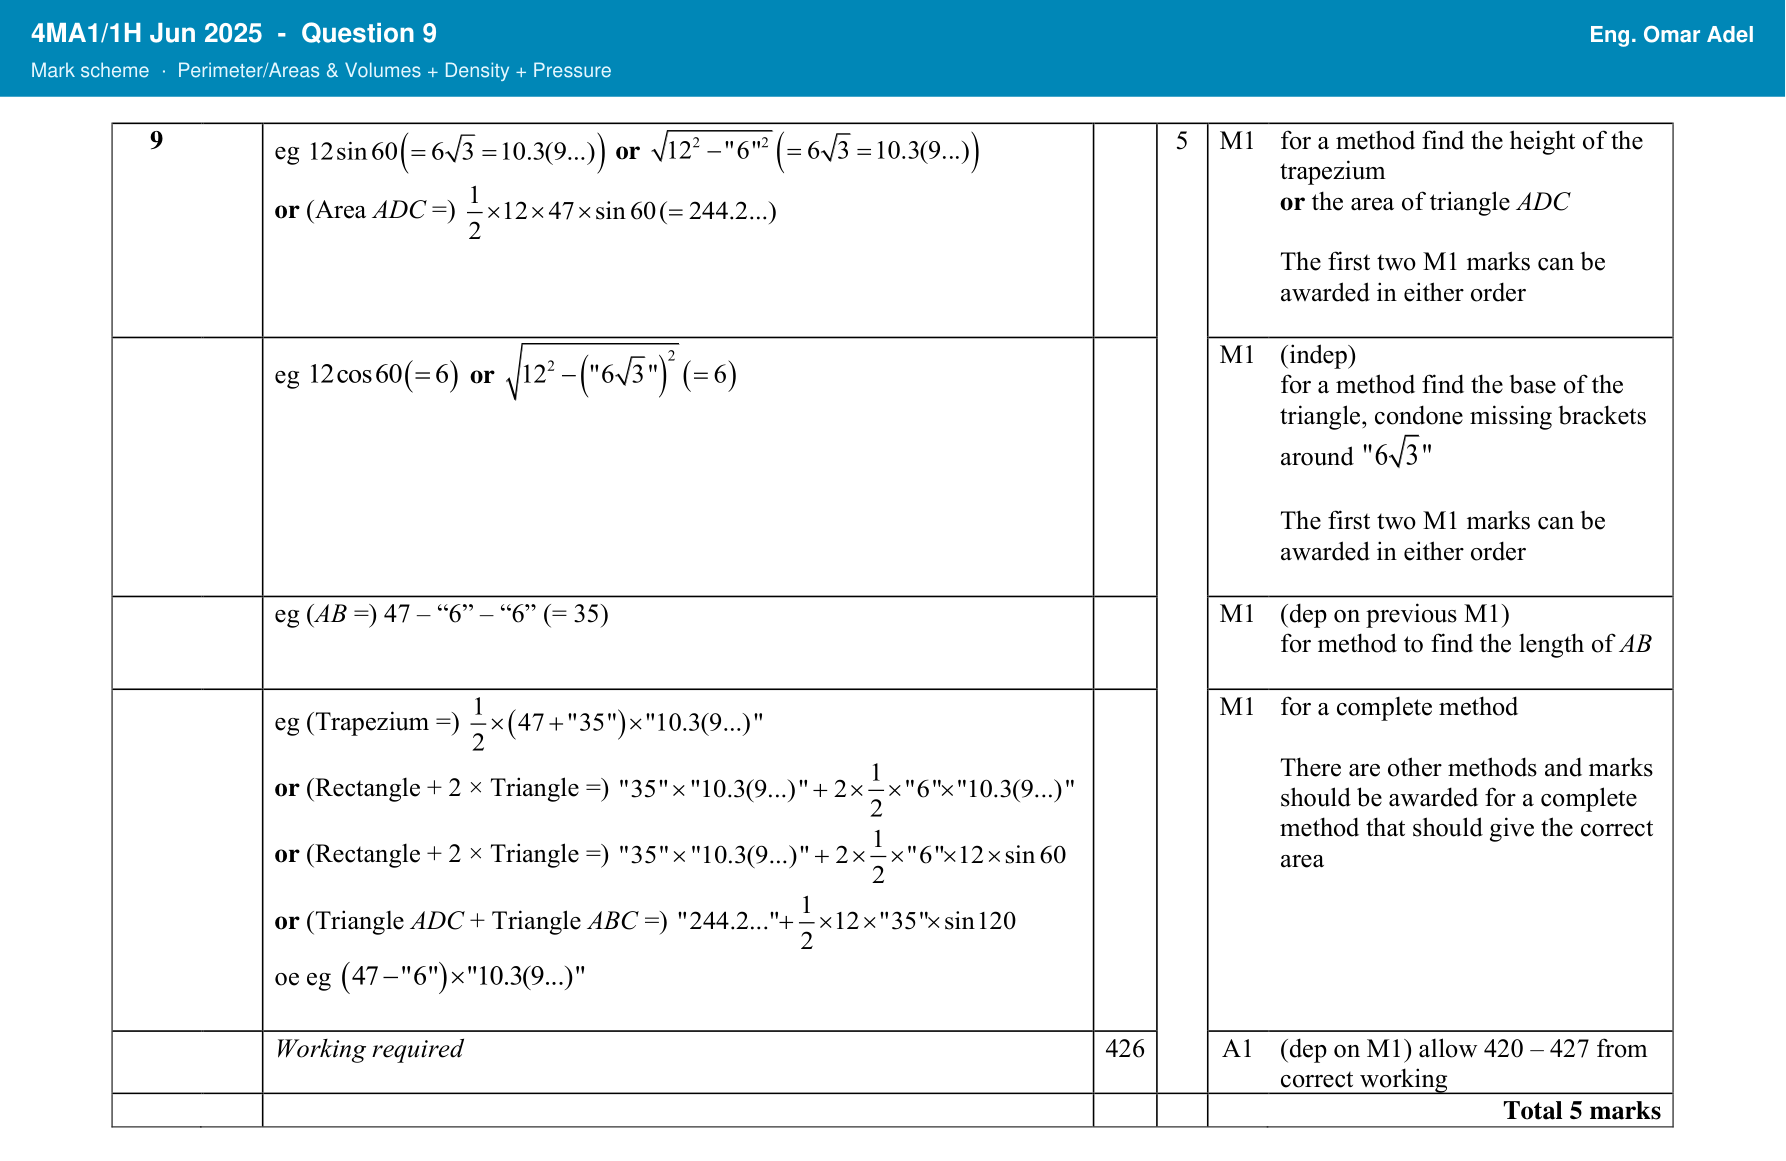 4MA1/1H Jun 2025 - Question 9
Eng. Omar Adel
Mark scheme · Perimeter/Areas & Volumes + Density + Pressure
9
eg 12 sin 60 (= 6√3 = 10.3(9...)) or √(12² – "6"²) (= 6√3 = 10.3(9...))
or (Area ADC =) 1/2 × 12 × 47 × sin 60 (= 244.2...)
5
M1 for a method find the height of the
trapezium
or the area of triangle ADC
The first two M1 marks can be
awarded in either order
eg 12 cos 60 (= 6) or √(12² – ("6√3")²) (= 6)
M1 (indep)
for a method find the base of the
triangle, condone missing brackets
around "6√3"
The first two M1 marks can be
awarded in either order
eg (AB =) 47 – “6” – “6” (= 35)
M1 (dep on previous M1)
for method to find the length of AB
eg (Trapezium =) 1/2 × (47 + "35") × "10.3(9...)"
or (Rectangle + 2 × Triangle =) "35" × "10.3(9...)" + 2 × 1/2 × "6" × "10.3(9...)"
or (Rectangle + 2 × Triangle =) "35" × "10.3(9...)" + 2 × 1/2 × "6" × 12 × sin 60
or (Triangle ADC + Triangle ABC =) "244.2..." + 1/2 × 12 × "35" × sin 120
oe eg (47 – "6") × "10.3(9...)"
M1 for a complete method
There are other methods and marks
should be awarded for a complete
method that should give the correct
area
Working required
426
A1 (dep on M1) allow 420 – 427 from
correct working
Total 5 marks